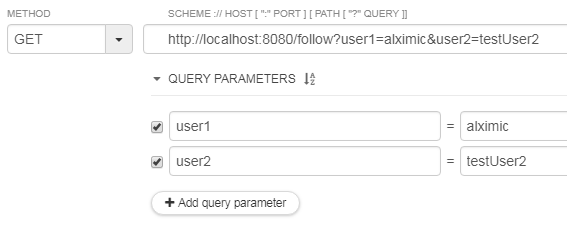 METHOD
SCHEME :// HOST [ ":" PORT ] [ PATH [ "?" QUERY ]]
GET
http://localhost:8080/follow?user1=alximic&user2=testUser2
QUERY PARAMETERS
user1 = alximic
user2 = testUser2
+ Add query parameter